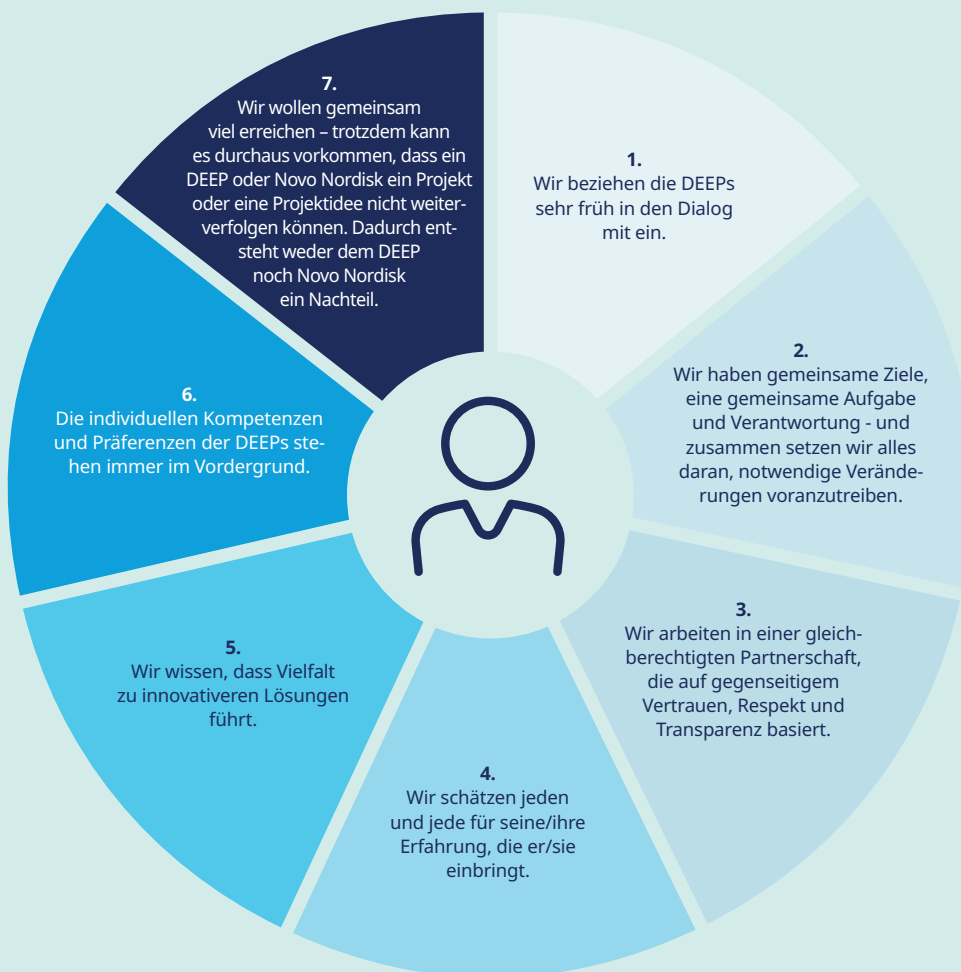 1.
Wir beziehen die DEEPs
sehr früh in den Dialog
mit ein.
2.
Wir haben gemeinsame Ziele,
eine gemeinsame Aufgabe
und Verantwortung - und
zusammen setzen wir alles
daran, notwendige Verände-
rungen voranzutreiben.
3.
Wir arbeiten in einer gleich-
berechtigten Partnerschaft,
die auf gegenseitigem
Vertrauen, Respekt und
Transparenz basiert.
4.
Wir schätzen jeden
und jede für seine/ihre
Erfahrung, die er/sie
einbringt.
5.
Wir wissen, dass Vielfalt
zu innovativeren Lösungen
führt.
6.
Die individuellen Kompetenzen
und Präferenzen der DEEPs ste-
hen immer im Vordergrund.
7.
Wir wollen gemeinsam
viel erreichen – trotzdem kann
es durchaus vorkommen, dass ein
DEEP oder Novo Nordisk ein Projekt
oder eine Projektidee nicht weiter-
verfolgen können. Dadurch ent-
steht weder dem DEEP
noch Novo Nordisk
ein Nachteil.